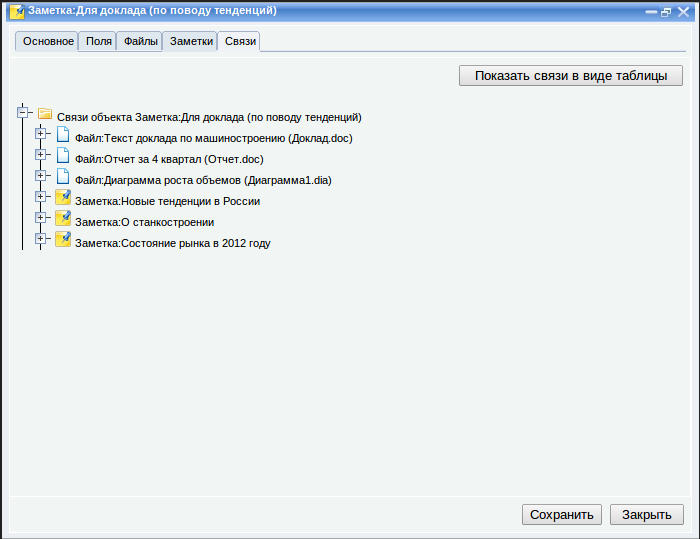 Заметка:Для доклада (по поводу тенденций)
Основное Поля Файлы Заметки Связи
Показать связи в виде таблицы
Связи объекта Заметка:Для доклада (по поводу тенденций)
Файл:Текст доклада по машиностроению (Доклад.doc)
Файл:Отчет за 4 квартал (Отчет.doc)
Файл:Диаграмма роста объемов (Диаграмма1.dia)
Заметка:Новые тенденции в России
Заметка:О станкостроении
Заметка:Состояние рынка в 2012 году
Сохранить Закрыть